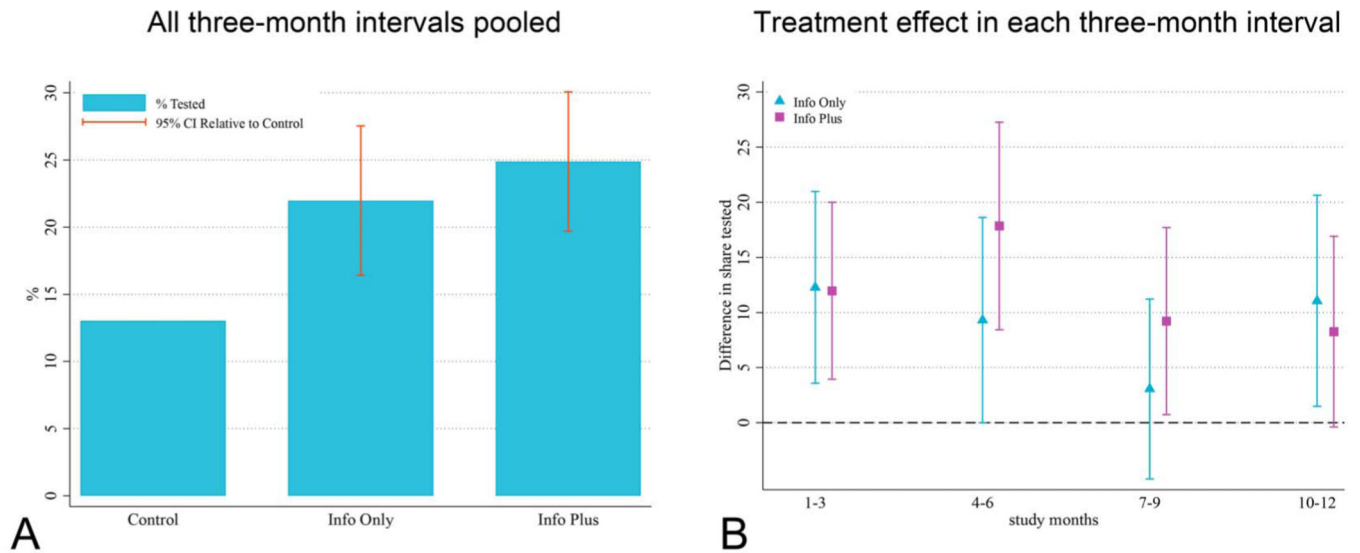 All three-month intervals pooled
% Tested
95% CI Relative to Control
%
30
25
20
15
10
5
0
Control Info Only Info Plus
A
Treatment effect in each three-month interval
Info Only
Info Plus
Difference in share tested
30
25
20
15
10
5
0
1-3 4-6 7-9 10-12
study months
B